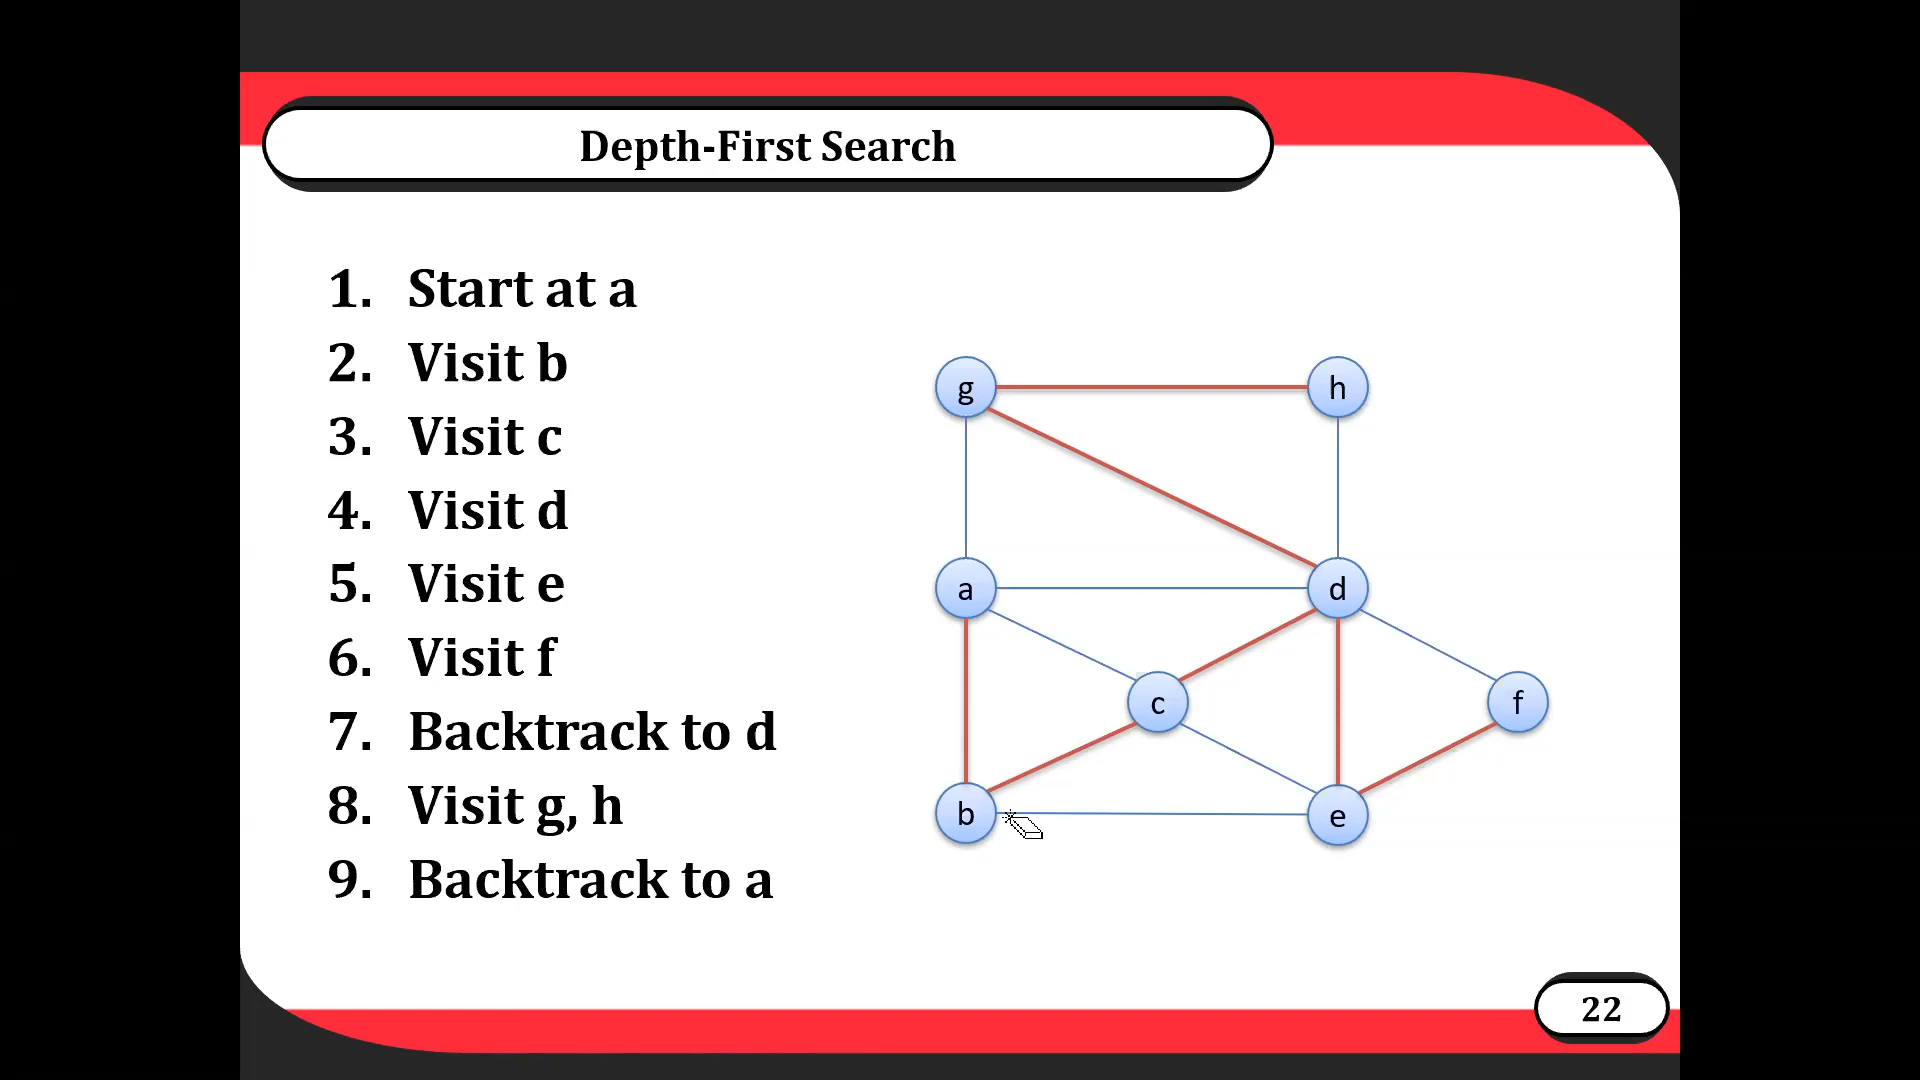 Depth-First Search
1. Start at a
2. Visit b
3. Visit c
4. Visit d
5. Visit e
6. Visit f
7. Backtrack to d
8. Visit g, h
9. Backtrack to a
g
h
a
d
c
f
b
e
22